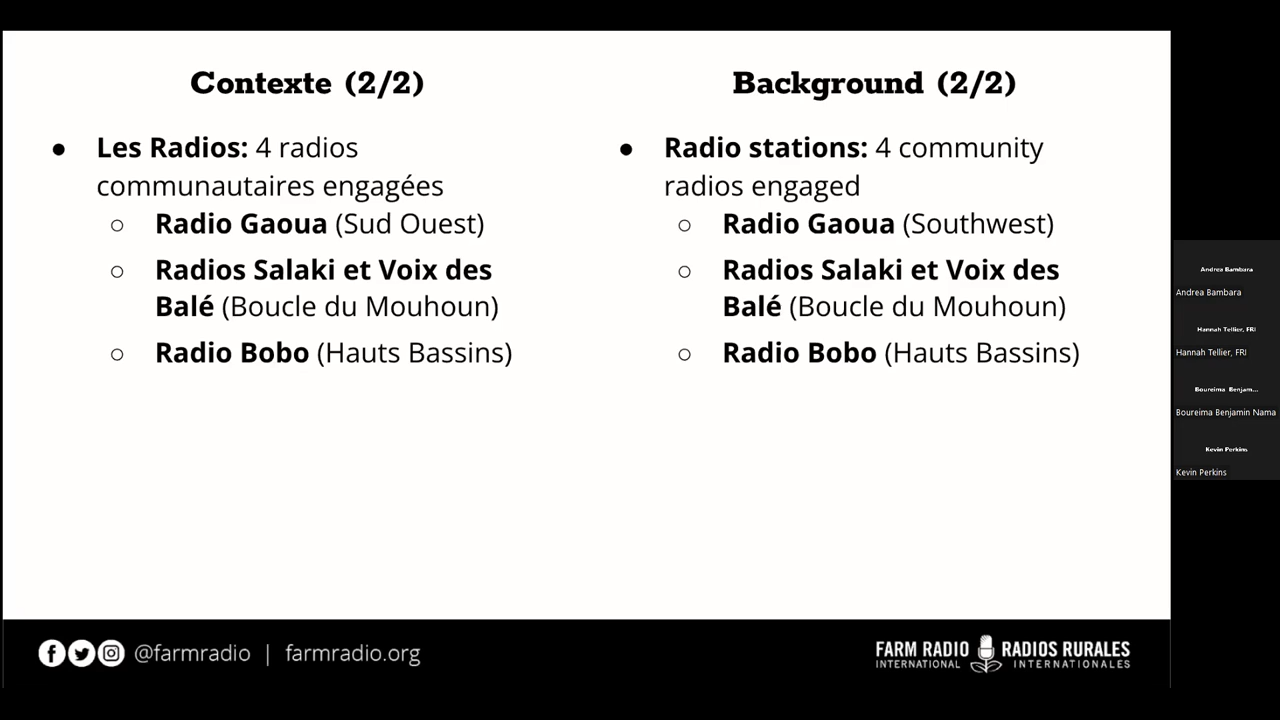 Contexte (2/2)
● Les Radios: 4 radios
communautaires engagées
○ Radio Gaoua (Sud Ouest)
○ Radios Salaki et Voix des
Balé (Boucle du Mouhoun)
○ Radio Bobo (Hauts Bassins)
Background (2/2)
● Radio stations: 4 community
radios engaged
○ Radio Gaoua (Southwest)
○ Radios Salaki et Voix des
Balé (Boucle du Mouhoun)
○ Radio Bobo (Hauts Bassins)
@farmradio | farmradio.org
FARM RADIO
INTERNATIONAL
RADIOS RURALES
INTERNATIONALES
Andrea Bambara
Andrea Bambara
Hannah Tellier, FRI
Hannah Tellier, FRI
Boureima Benjam...
Boureima Benjamin Nama
Kevin Perkins
Kevin Perkins